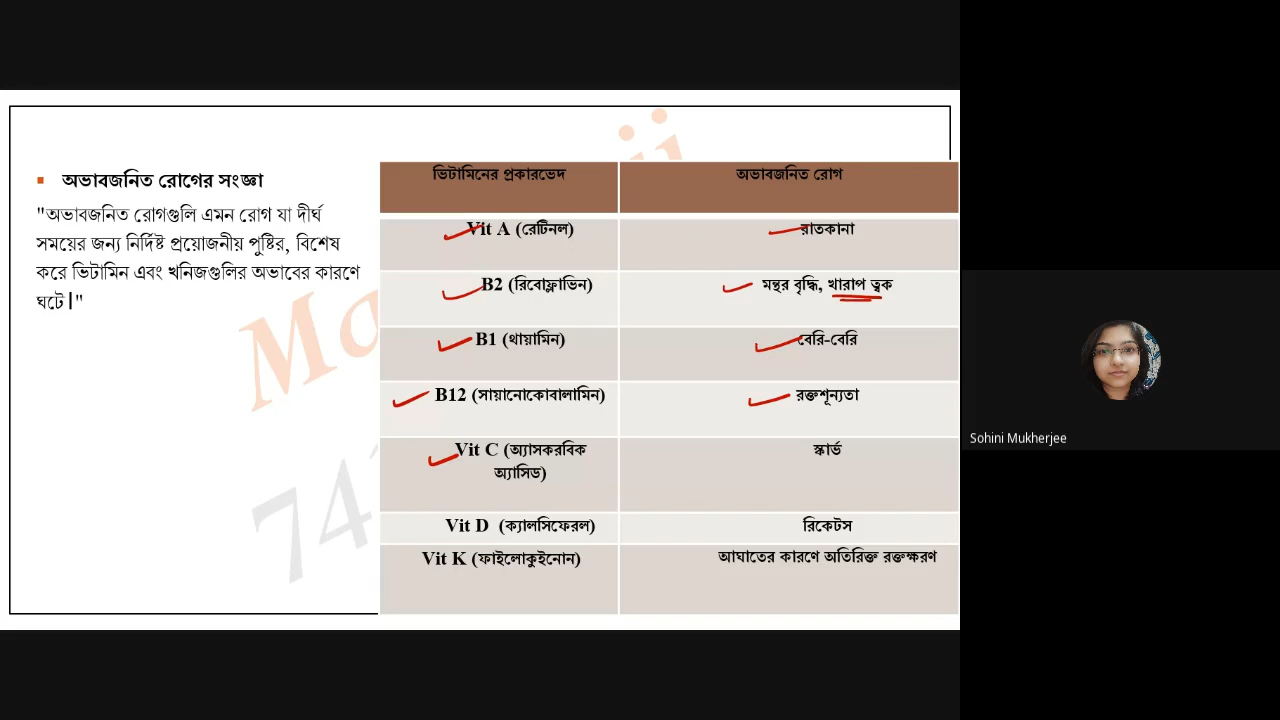 অভাবজনিত রোগের সংজ্ঞা
"অভাবজনিত রোগগুলি এমন রোগ যা দীর্ঘ
সময়ের জন্য নির্দিষ্ট প্রয়োজনীয় পুষ্টির, বিশেষ
করে ভিটামিন এবং খনিজগুলির অভাবের কারণে
ঘটে।"
ভিটামিনের প্রকারভেদ
অভাবজনিত রোগ
Vit A (রেটিনল)
রাতকানা
B2 (রিবোফ্লাভিন)
মন্থর বৃদ্ধি, খারাপ ত্বক
B1 (থায়ামিন)
বেরি-বেরি
B12 (সায়ানোকোবালামিন)
রক্তশূন্যতা
Vit C (অ্যাসকরবিক
অ্যাসিড)
স্কার্ভ
Vit D (ক্যালসিফেরল)
রিকেটস
Vit K (ফাইলোকুইনোন)
আঘাতের কারণে অতিরিক্ত রক্তক্ষরণ
Sohini Mukherjee